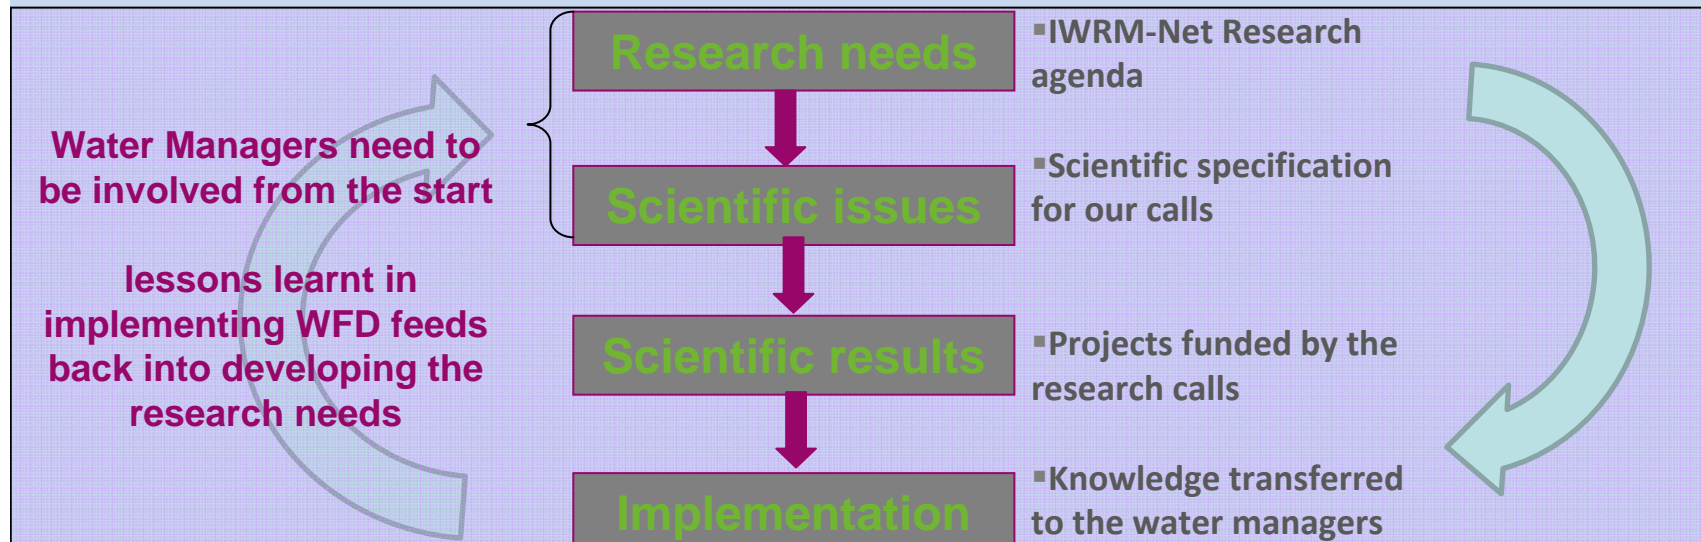 Water Managers need to
be involved from the start
lessons learnt in
implementing WFD feeds
back into developing the
research needs
Research needs
Scientific issues
Scientific results
Implementation
▪IWRM-Net Research
agenda
▪Scientific specification
for our calls
▪Projects funded by the
research calls
▪Knowledge transferred
to the water managers